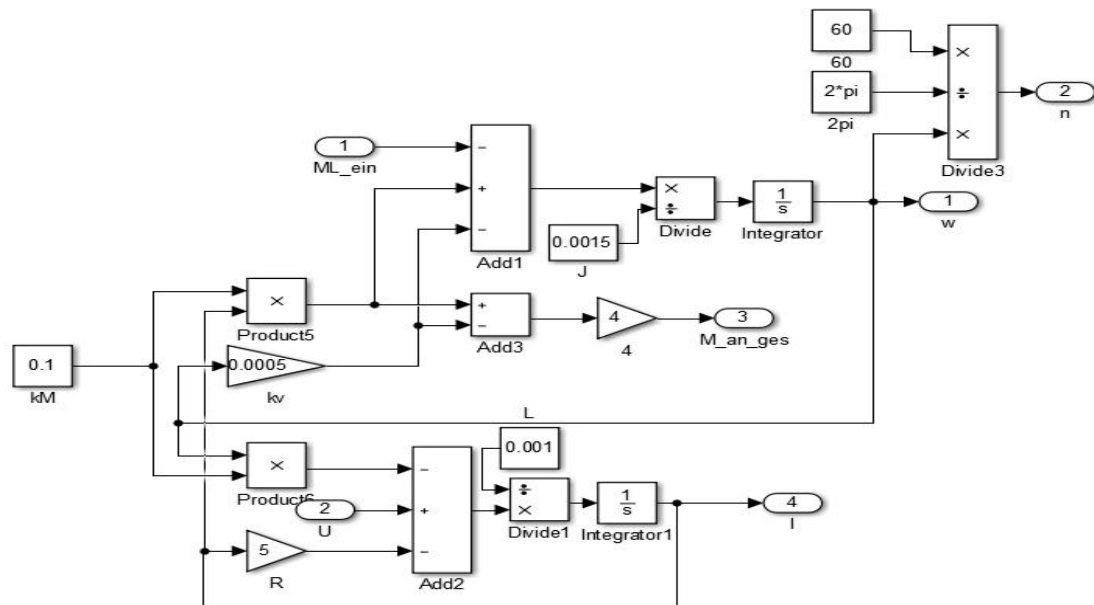 60
60
2*pi
2pi
2
n
Divide3
1
ML_ein
Add1
0.0015
J
Divide
1
s
Integrator
1
w
Product5
Add3
4
4
3
M_an_ges
0.1
kM
0.0005
kv
L
0.001
Product6
2
U
Add2
Divide1
1
s
Integrator1
4
I
5
R